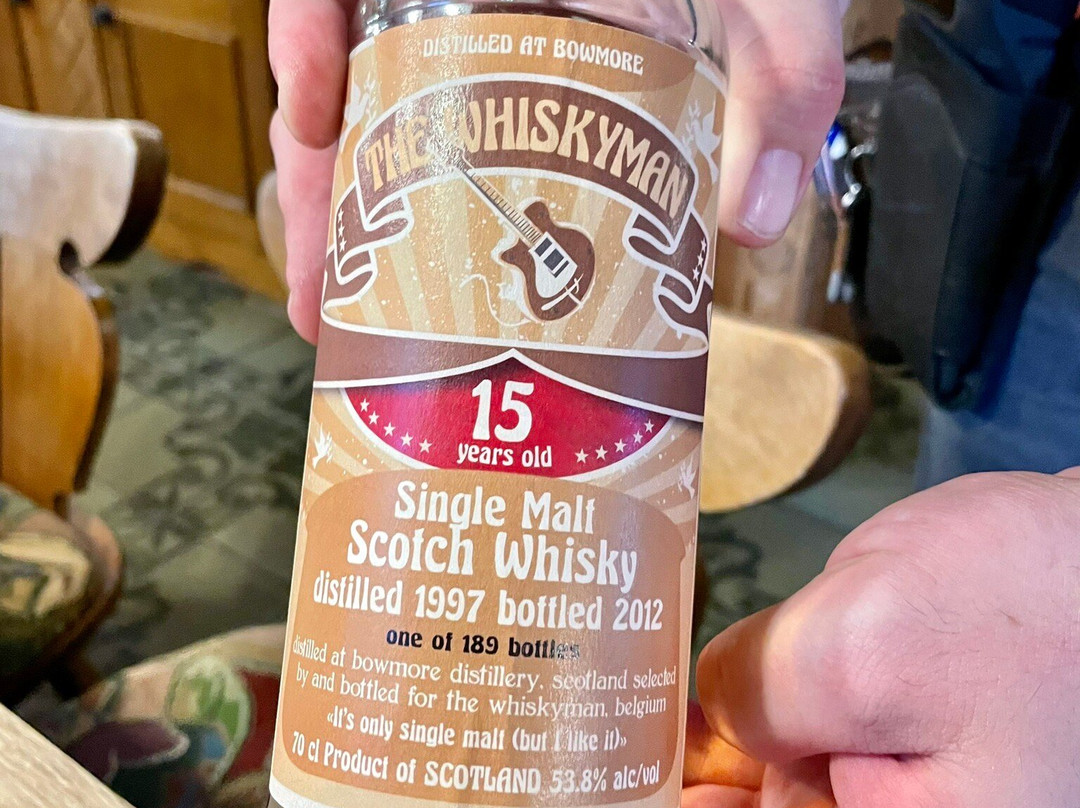 DISTILLED AT BOWMORE
THE WHISKYMAN
15
years old
Single Malt
Scotch Whisky
distilled 1997 bottled 2012
one of 189 bottles
distilled at bowmore distillery, scotland selected
by and bottled for the whiskyman, belgium
«It's only single malt (but I like it)»
70 cl Product of SCOTLAND 53.8% alc/vol